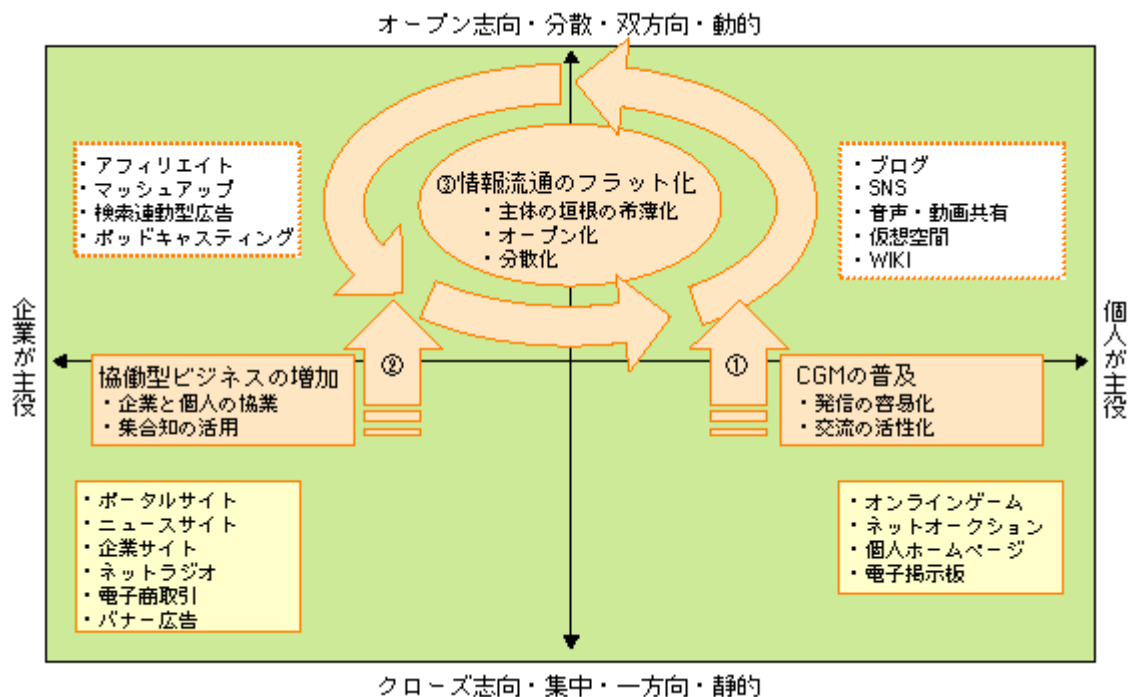 オープン志向・分散・双方向・動的
・アフィリエイト
・マッシュアップ
・検索連動型広告
・ポッドキャスティング
③情報流通のフラット化
・主体の垣根の希薄化
・オープン化
・分散化
・ブログ
・SNS
・音声・動画共有
・仮想空間
・WIKI
企業が主役
個人が主役
②
①
協働型ビジネスの増加
・企業と個人の協業
・集合知の活用
CGMの普及
・発信の容易化
・交流の活性化
・ポータルサイト
・ニュースサイト
・企業サイト
・ネットラジオ
・電子商取引
・バナー広告
・オンラインゲーム
・ネットオークション
・個人ホームページ
・電子掲示板
クローズ志向・集中・一方向・静的